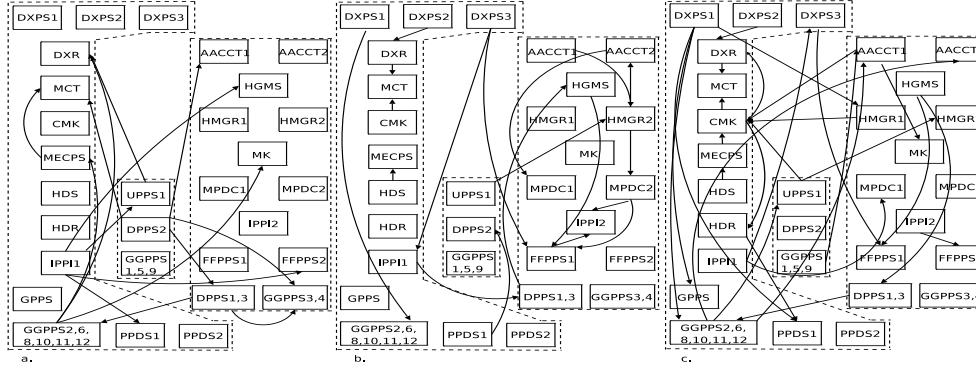 DXPS1 DXPS2 DXPS3
DXR AACCT1 AACCT2
MCT HGMS
CMK HMGR1 HMGR2
MECPS MK
HDS UPPS1 MPDC1 MPDC2
HDR DPPS2 IPPI2
IPPI1 GGPPS 1,5,9 FFPPS1 FFPPS2
GPPS DPPS1,3 GGPPS3,4
GGPPS2,6, 8,10,11,12 PPDS1 PPDS2
a.
DXPS1 DXPS2 DXPS3
DXR AACCT1 AACCT2
MCT HGMS
CMK HMGR1 HMGR2
MECPS MK
HDS UPPS1 MPDC1 MPDC2
HDR DPPS2 IPPI2
IPPI1 GGPPS 1,5,9 FFPPS1 FFPPS2
GPPS DPPS1,3 GGPPS3,4
GGPPS2,6, 8,10,11,12 PPDS1 PPDS2
b.
DXPS1 DXPS2 DXPS3
DXR AACCT1 AACCT
MCT HGMS
CMK HMGR1 HMGR
MECPS MK
HDS UPPS1 MPDC1 MPDC
HDR DPPS2 IPPI2
IPPI1 GGPPS 1,5,9 FFPPS1 FFPPS
GPPS DPPS1,3 GGPPS3,
GGPPS2,6, 8,10,11,12 PPDS1 PPDS2
c.